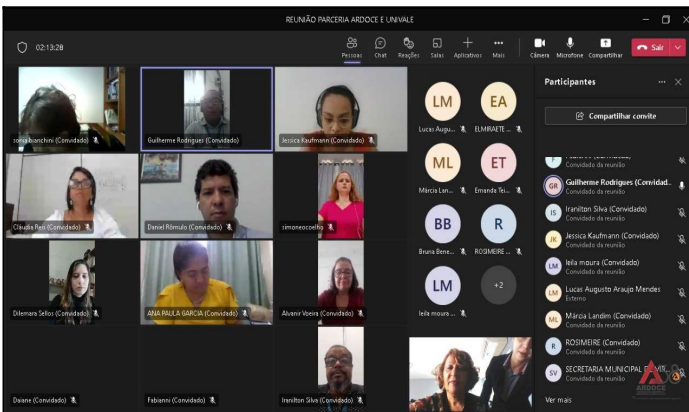 REUNIÃO PARCERIA ARDOCE E UNIVALE
02:13:28
Pessoas
Chat
Reações
Salas
Aplicativos
Mais
Câmera
Microfone
Compartilhar
Sair
sonia bianchini (Convidado)
Guilherme Rodrigues (Convidado)
Jessica Kaufmann (Convidado)
Claudia Reis (Convidado)
Daniel Rômulo (Convidado)
simoneocoelho
Dilemara Sellos (Convidado)
ANA PAULA GARCIA (Convidado)
Alvanir Voeira (Convidado)
Daiane (Convidado)
Fabianni (Convidado)
Iranilton Silva (Convidado)
LM
Lucas Augu...
EA
ELMIRAETE ...
ML
Márcia Lan...
ET
Ernanda Tei...
BB
Bruna Bene...
R
ROSIMEIRE ...
LM
leila moura ...
+2
Participantes
Compartilhar convite
Convidado da reunião
GR
Guilherme Rodrigues (Convidad...
Convidado da reunião
IS
Iranilton Silva (Convidado)
Convidado da reunião
JK
Jessica Kaufmann (Convidado)
Convidado da reunião
LM
leila moura (Convidado)
Convidado da reunião
LM
Lucas Augusto Araujo Mendes
Externo
ML
Márcia Landim (Convidado)
Convidado da reunião
R
ROSIMEIRE (Convidado)
Convidado da reunião
SV
SECRETARIA MUNICIPAL
Convidado da reunião
ARDOCE
Ver mais